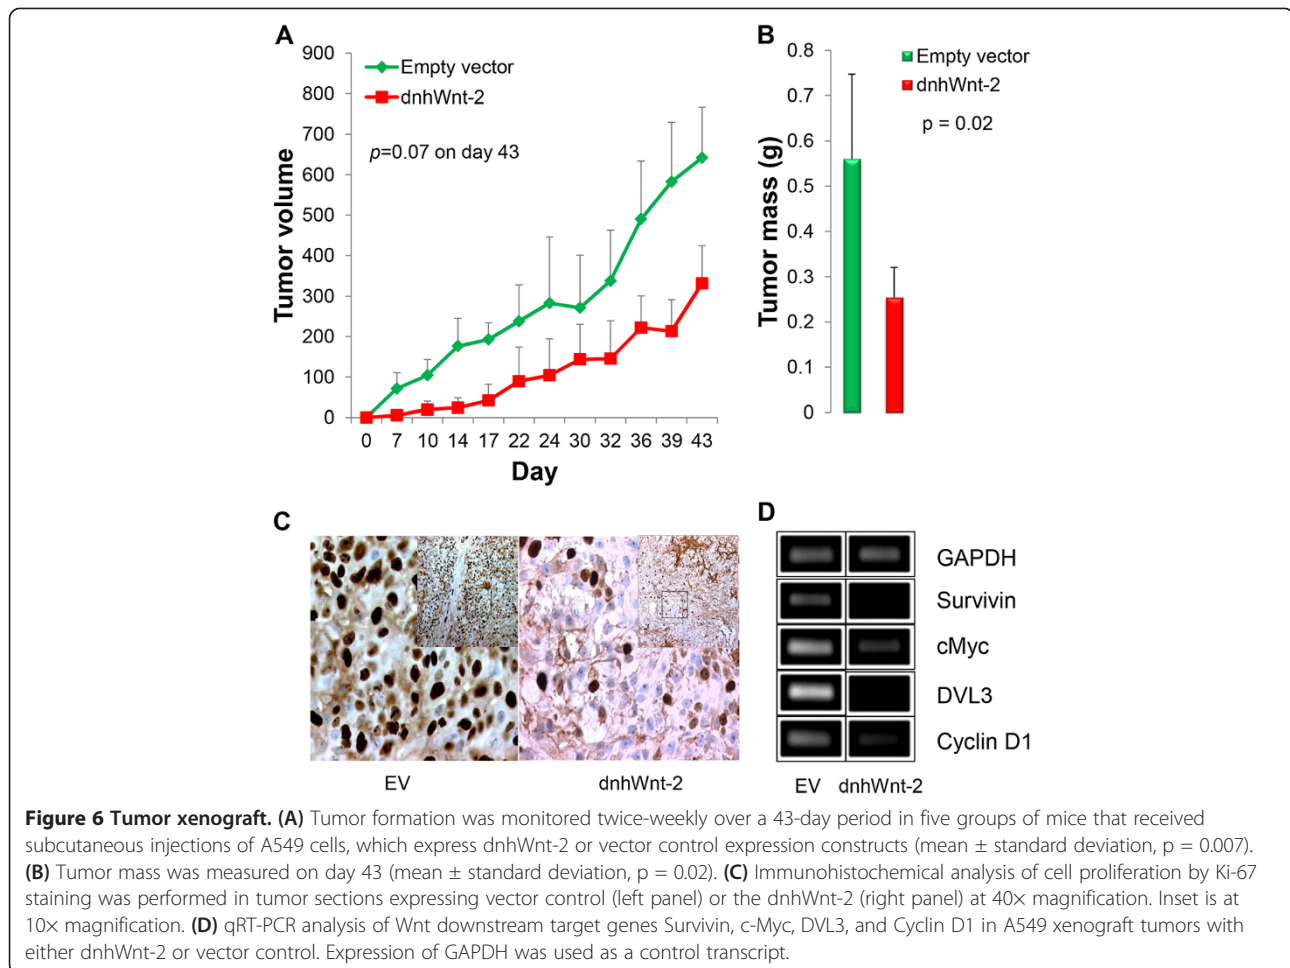 A
900
800
700
600
500
400
300
200
100
0
Tumor volume
Empty vector
dnhWnt-2
p=0.07 on day 43
0 7 10 14 17 22 24 30 32 36 39 43
Day
B
0.8
0.7
0.6
0.5
0.4
0.3
0.2
0.1
0
Tumor mass (g)
Empty vector
dnhWnt-2
p = 0.02
C
EV dnhWnt-2
D
GAPDH
Survivin
cMyc
DVL3
Cyclin D1
EV dnhWnt-2
Figure 6 Tumor xenograft. (A) Tumor formation was monitored twice-weekly over a 43-day period in five groups of mice that received
subcutaneous injections of A549 cells, which express dnhWnt-2 or vector control expression constructs (mean ± standard deviation, p = 0.007).
(B) Tumor mass was measured on day 43 (mean ± standard deviation, p = 0.02). (C) Immunohistochemical analysis of cell proliferation by Ki-67
staining was performed in tumor sections expressing vector control (left panel) or the dnhWnt-2 (right panel) at 40× magnification. Inset is at
10× magnification. (D) qRT-PCR analysis of Wnt downstream target genes Survivin, c-Myc, DVL3, and Cyclin D1 in A549 xenograft tumors with
either dnhWnt-2 or vector control. Expression of GAPDH was used as a control transcript.